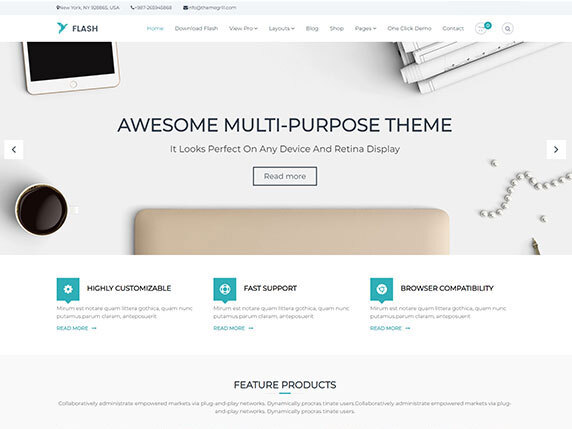 New York, NY 928665, USA +987-265945868 info@themegrill.com
FLASH
Home Download Flash View Pro Layouts Blog Shop Pages One Click Demo Contact
0
AWESOME MULTI-PURPOSE THEME
It Looks Perfect On Any Device And Retina Display
Read more
HIGHLY CUSTOMIZABLE
Mirum est notare quam littera gothica, quam nunc
putamus parum claram, anteposuerit
READ MORE
FAST SUPPORT
Mirum est notare quam littera gothica, quam nunc
putamus parum claram, anteposuerit
READ MORE
BROWSER COMPATIBILITY
Mirum est notare quam littera gothica, quam nunc
putamus parum claram, anteposuerit
READ MORE
FEATURE PRODUCTS
Collaboratively administrate empowered markets via plug-and-play networks. Dynamically procras tinate users.Collaboratively administrate empowered markets via plug-
and-play networks. Dynamically procras tinate users.